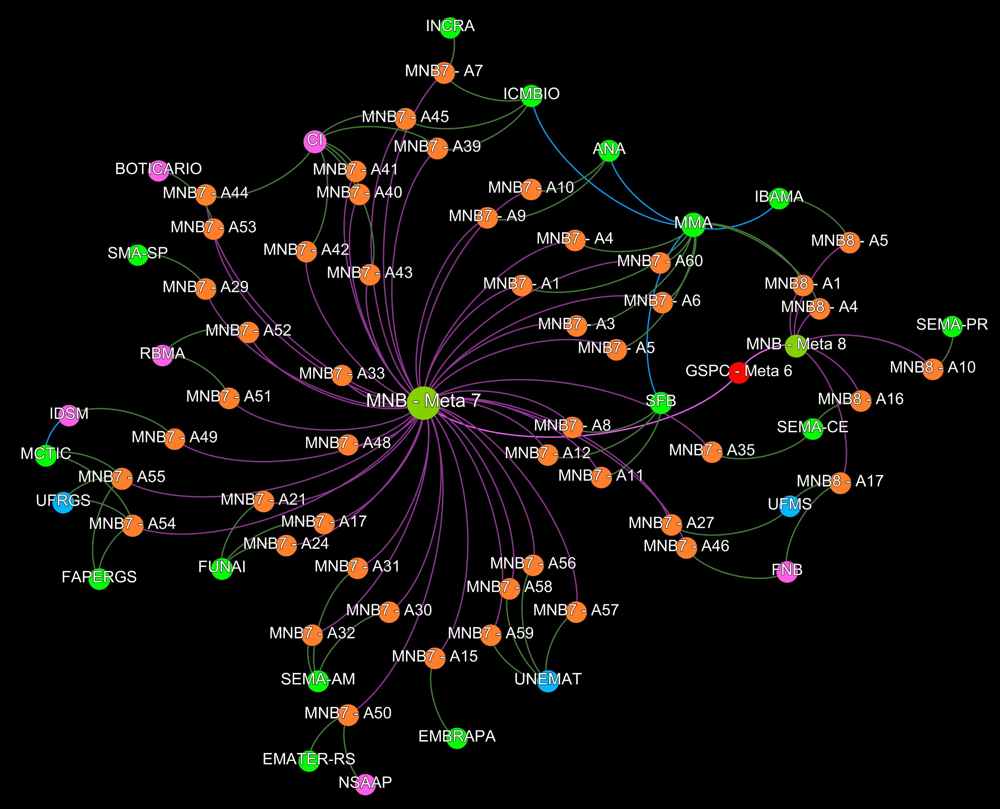 INCRA
MNB7 - A7
ICMBIO
MNB7 - A45
CI
MNB7 - A39
ANA
BOTICARIO
MNB7 - A41
MNB7 - A10
MNB7 - A44
MNB7 - A40
IBAMA
MNB7 - A9
MMA
MNB7 - A53
MNB7 - A4
MNB8 - A5
SMA-SP
MNB7 - A42
MNB7 - A60
MNB7 - A43
MNB7 - A29
MNB7 - A1
MNB8 - A1
MNB7 - A6
MNB8 - A4
MNB7 - A52
MNB7 - A3
SEMA-PR
RBMA
MNB7 - A5
MNB - Meta 8
MNB7 - A33
GSPC - Meta 6
MNB8 - A10
MNB7 - A51
MNB - Meta 7
SFB
MNB8 - A16
IDSM
MNB7 - A8
SEMA-CE
MNB7 - A49
MNB7 - A48
MCTIC
MNB7 - A12
MNB7 - A35
MNB7 - A55
MNB7 - A11
MNB8 - A17
UFRGS
MNB7 - A21
UFMS
MNB7 - A54
MNB7 - A17
MNB7 - A27
MNB7 - A24
MNB7 - A46
FAPERGS
FUNAI
MNB7 - A31
MNB7 - A56
FNB
MNB7 - A58
MNB7 - A30
MNB7 - A57
MNB7 - A32
MNB7 - A59
MNB7 - A15
SEMA-AM
UNEMAT
MNB7 - A50
EMBRAPA
EMATER-RS
NSAAP